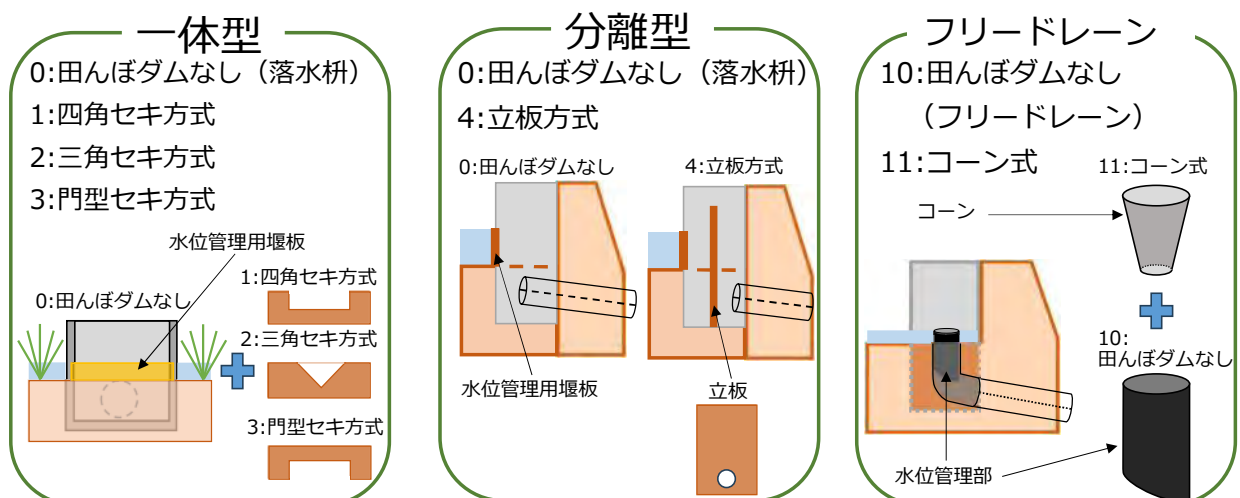 一体型
0:田んぼダムなし（落水枡）
1:四角セキ方式
2:三角セキ方式
3:門型セキ方式
水位管理用堰板
0:田んぼダムなし
1:四角セキ方式
2:三角セキ方式
3:門型セキ方式
分離型
0:田んぼダムなし（落水枡）
4:立板方式
0:田んぼダムなし
4:立板方式
水位管理用堰板
立板
フリードレーン
10:田んぼダムなし
（フリードレーン）
11:コーン式
11:コーン式
コーン
10:
田んぼダムなし
水位管理部